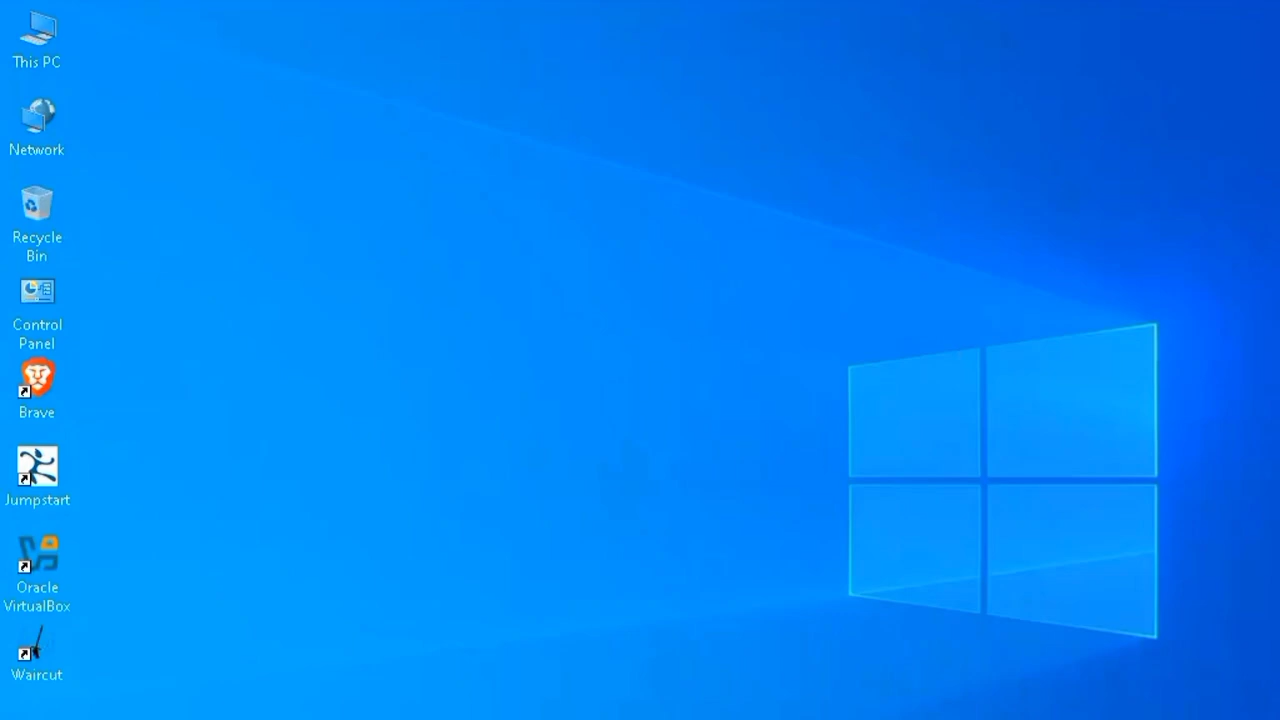 This PC
Network
Recycle
Bin
Control
Panel
Brave
Jumpstart
Oracle
VirtualBox
Waircut